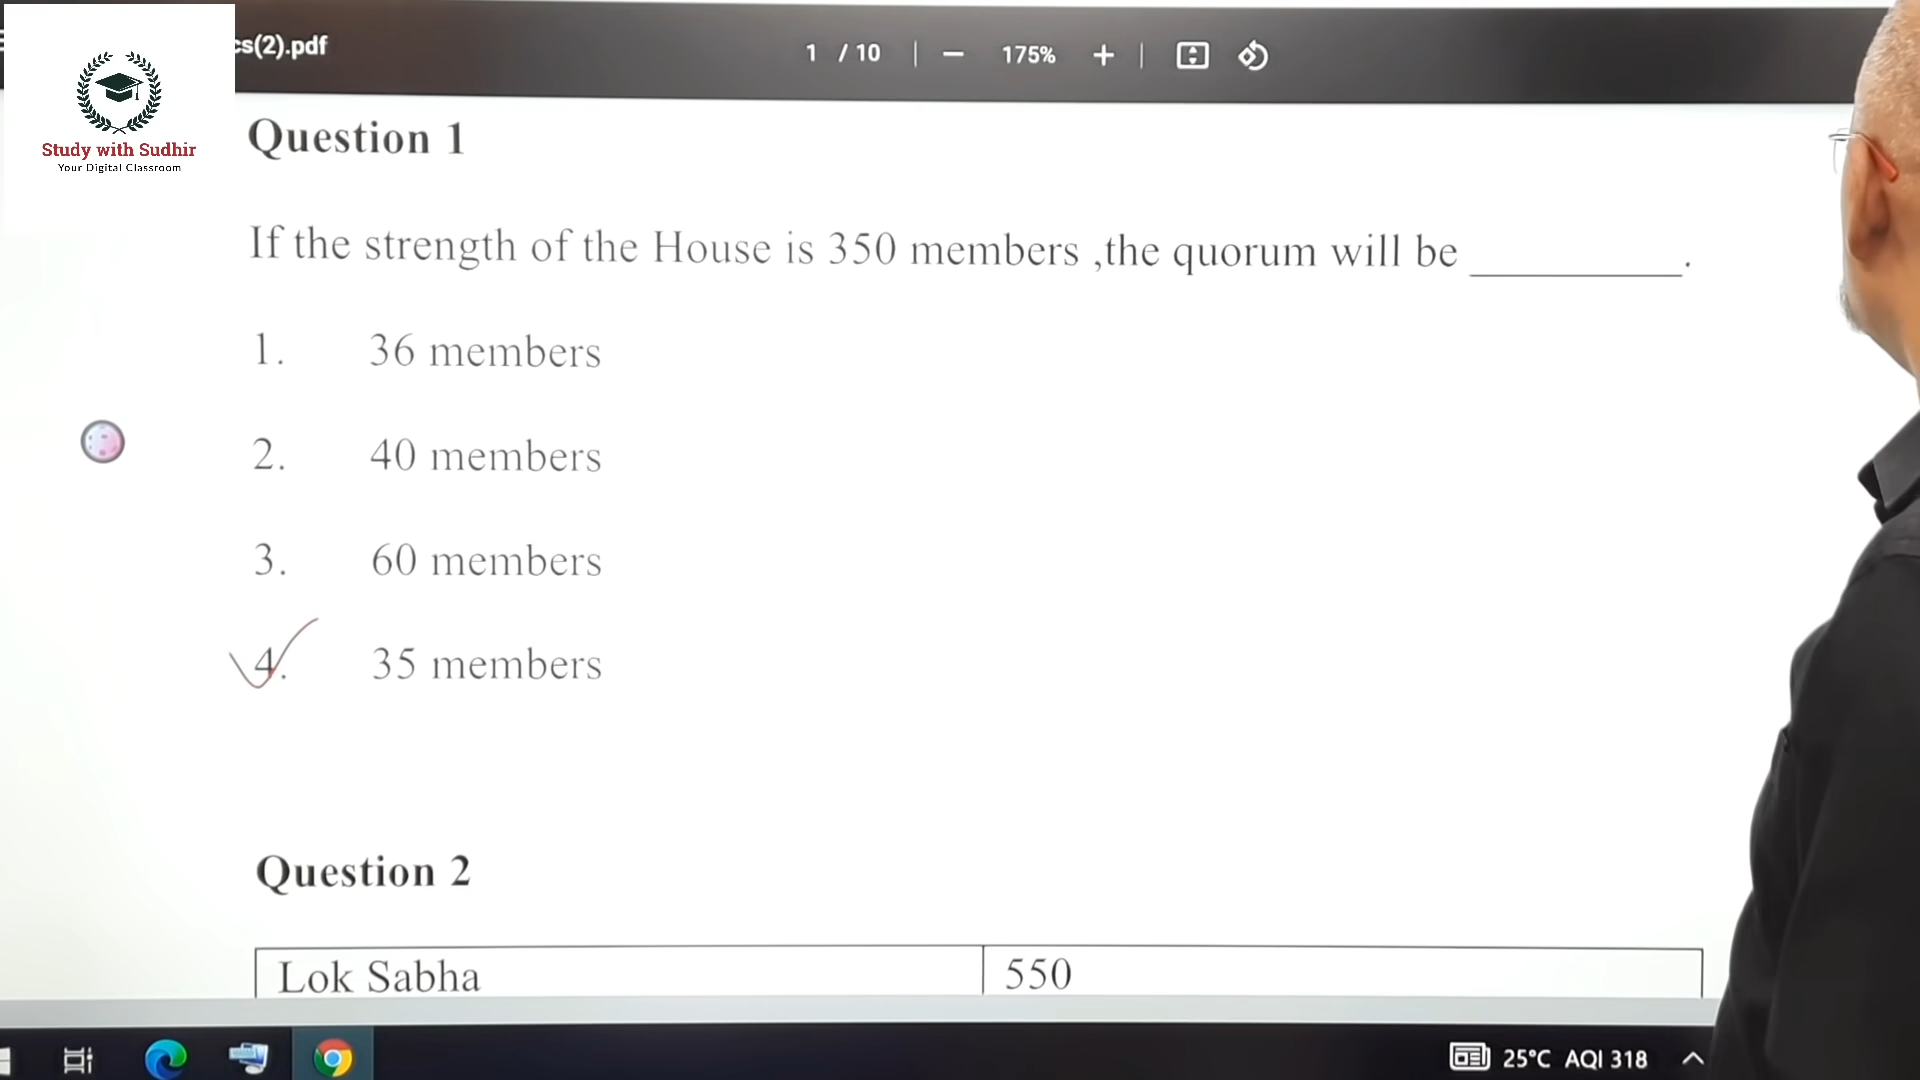 cs(2).pdf
1 / 10 | − 175% + |
Study with Sudhir
Your Digital Classroom
Question 1
If the strength of the House is 350 members ,the quorum will be __________.
1. 36 members
2. 40 members
3. 60 members
4. 35 members
Question 2
Lok Sabha 550
25°C AQI 318